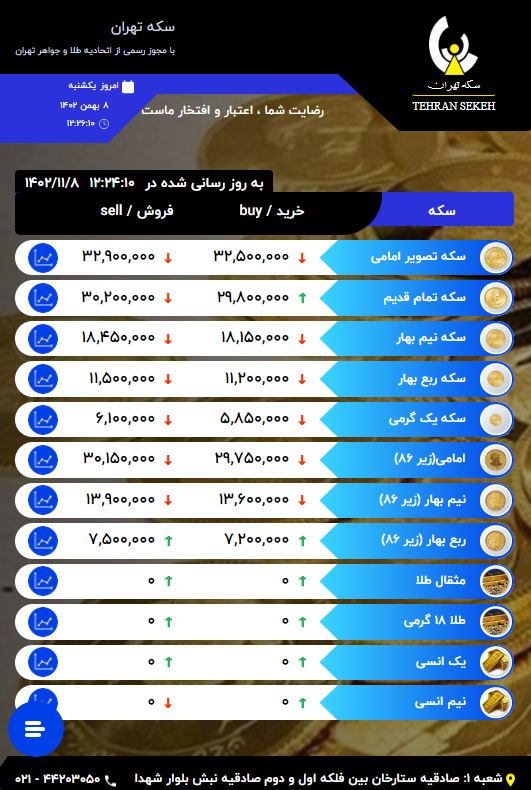 سکه تهران
با مجوز رسمی از اتحادیه طلا و جواهر تهران
سکه تهران
TEHRAN SEKEH
امروز یکشنبه
۸ بهمن ۱۴۰۲
۱۲:۲۶:۱۰
رضایت شما ، اعتبار و افتخار ماست
به روز رسانی شده در ۱۲:۲۴:۱۰ ۱۴۰۲/۱۱/۸
سکه خرید / buy فروش / sell
سکه تصویر امامی ۳۲,۵۰۰,۰۰۰ ۳۲,۹۰۰,۰۰۰
سکه تمام قدیم ۲۹,۸۰۰,۰۰۰ ۳۰,۲۰۰,۰۰۰
سکه نیم بهار ۱۸,۱۵۰,۰۰۰ ۱۸,۴۵۰,۰۰۰
سکه ربع بهار ۱۱,۲۰۰,۰۰۰ ۱۱,۵۰۰,۰۰۰
سکه یک گرمی ۵,۸۵۰,۰۰۰ ۶,۱۰۰,۰۰۰
امامی(زیر ۸۶) ۲۹,۷۵۰,۰۰۰ ۳۰,۱۵۰,۰۰۰
نیم بهار (زیر ۸۶) ۱۳,۶۰۰,۰۰۰ ۱۳,۹۰۰,۰۰۰
ربع بهار (زیر ۸۶) ۷,۲۰۰,۰۰۰ ۷,۵۰۰,۰۰۰
مثقال طلا ۰ ۰
طلا ۱۸ گرمی ۰ ۰
یک انسی ۰ ۰
نیم انسی ۰ ۰
شعبه ۱: صادقیه ستارخان بین فلکه اول و دوم صادقیه نبش بلوار شهدا ۴۴۲۰۳۰۵۰ - ۰۲۱